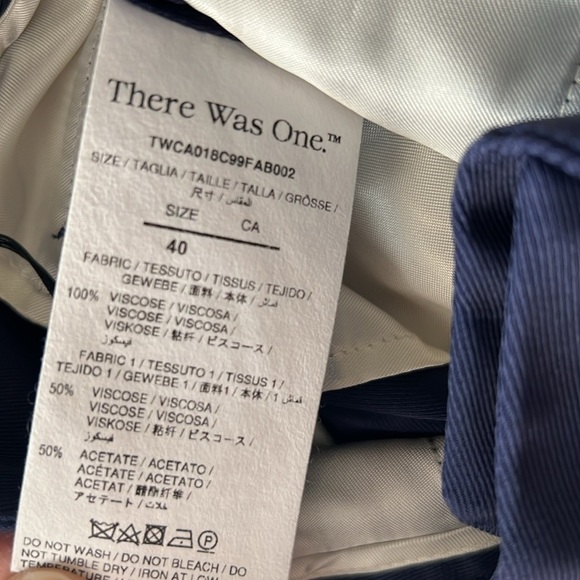 There Was One.™
TWCA018C99FAB002
SIZE / TAGLIA / TAILLE / TALLA / GRÖSSE /
尺寸 / المقاس /
SIZE CA
40
FABRIC / TESSUTO / TISSUS / TEJIDO /
GEWEBE / 面料 / 本体 / قماش /
100% VISCOSE / VISCOSA /
VISCOSE / VISCOSA /
VISKOSE / 粘杆 / ビスコース /
فيسكوز
FABRIC 1 / TESSUTO 1 / TISSUS 1 /
TEJIDO 1 / GEWEBE 1 / 面料1 / 本体 / 1 قماش /
50% VISCOSE / VISCOSA /
VISCOSE / VISCOSA /
VISKOSE / 粘杆 / ビスコース /
فيسكوز
50% ACETATE / ACETATO /
ACÉTATE / ACETATO /
ACETAT / 醋酯纤维 /
アセテート /
DO NOT WASH / DO NOT BLEACH / DO
NOT TUMBLE DRY / IRON AT LOW
TEMPERATURE